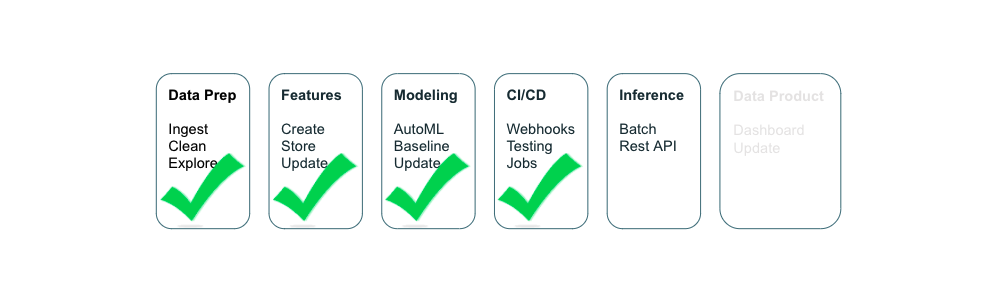 Data Prep
Ingest
Clean
Explore
Features
Create
Store
Update
Modeling
AutoML
Baseline
Update
CI/CD
Webhooks
Testing
Jobs
Inference
Batch
Rest API
Data Product
Dashboard
Update